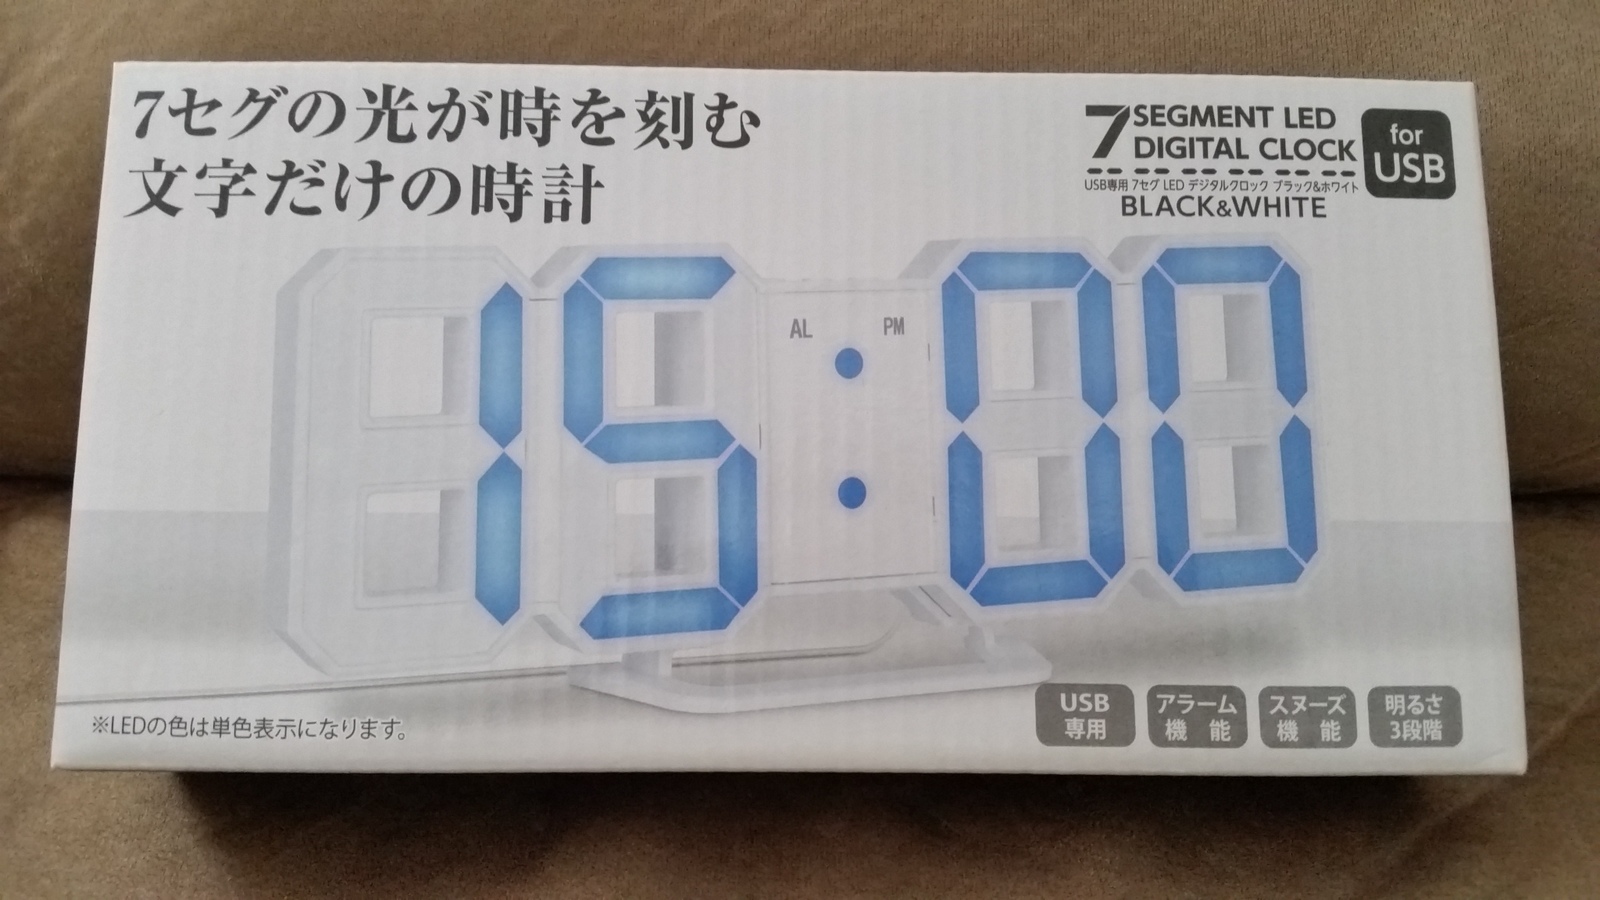 7セグの光が時を刻む
文字だけの時計
7 SEGMENT LED
DIGITAL CLOCK
for
USB
USB専用 7セグ LED デジタルクロック ブラック&ホワイト
BLACK&WHITE
AL PM
15:00
※LEDの色は単色表示になります。
USB
専用
アラーム
機 能
スヌーズ
機 能
明るさ
3段階